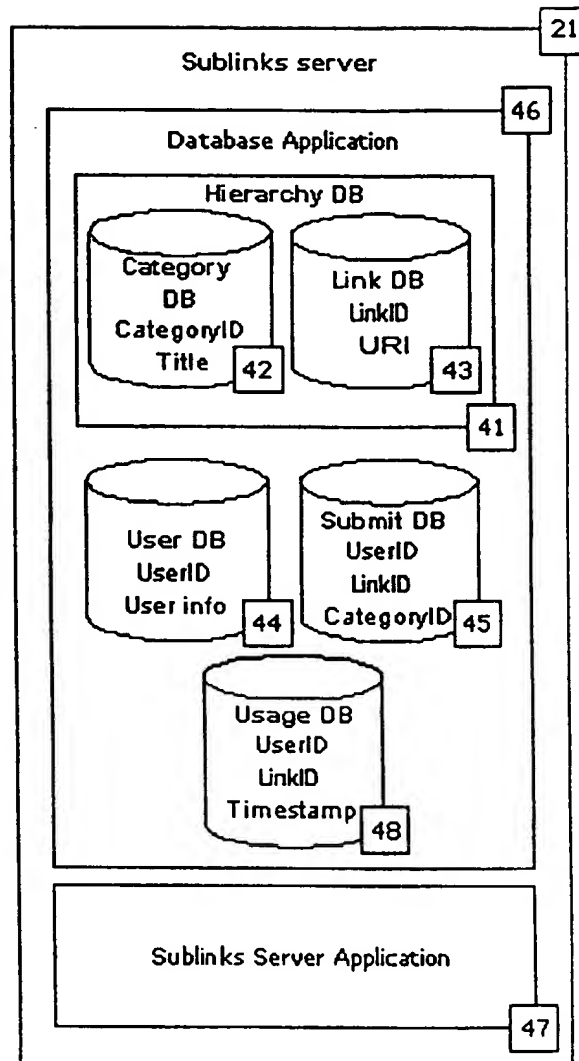 21
Sublinks server
46
Database Application
Hierarchy DB
Category
DB
CategoryID
Title
42
Link DB
LinkID
URI
43
41
User DB
UserID
User info
44
Submit DB
UserID
LinkID
CategoryID
45
Usage DB
UserID
LinkID
Timestamp
48
Sublinks Server Application
47